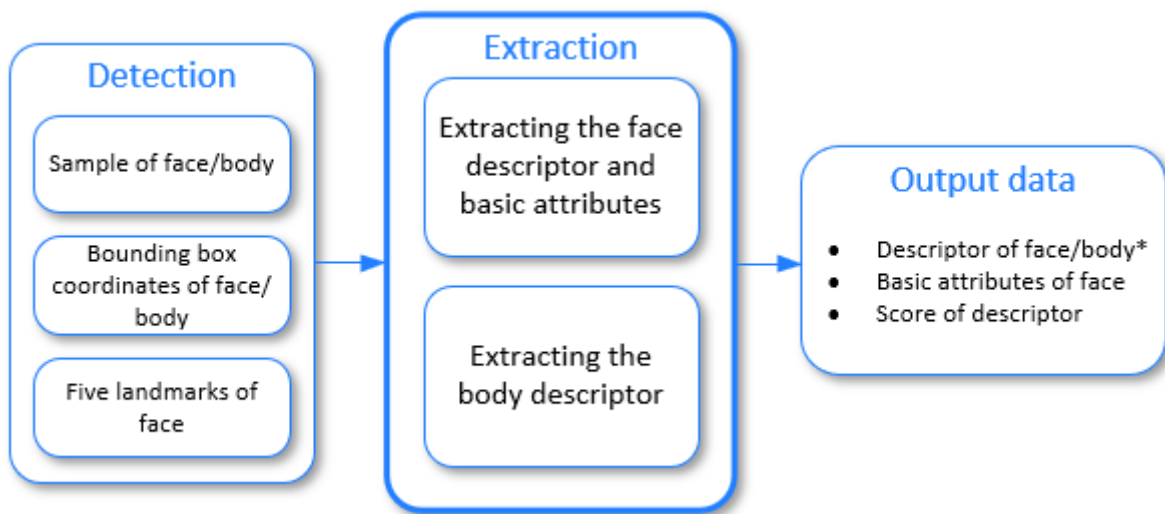 Detection
Sample of face/body
Bounding box
coordinates of face/
body
Five landmarks of
face
Extraction
Extracting the face
descriptor and
basic attributes
Extracting the
body descriptor
Output data
● Descriptor of face/body*
● Basic attributes of face
● Score of descriptor